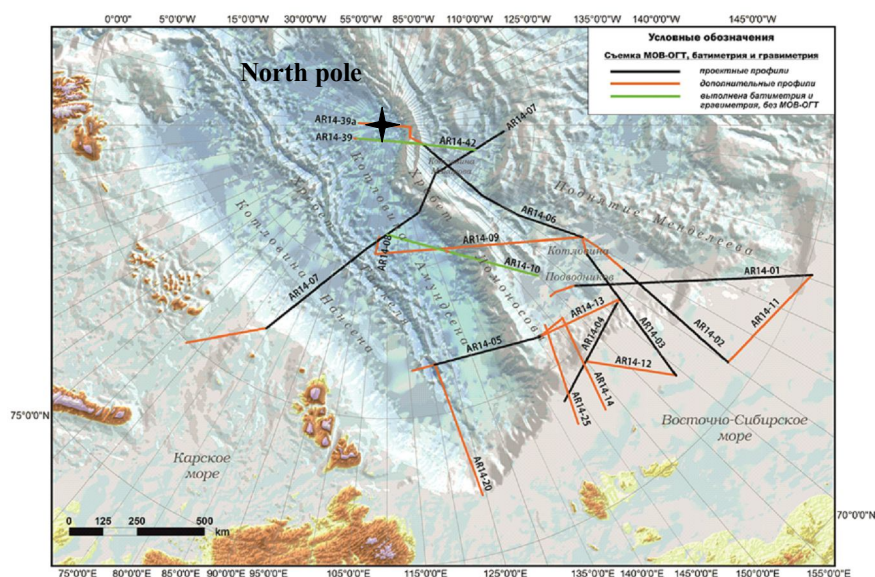 0°0'0"
5°0'0"W
15°0'0"W
30°0'0"W
55°0'0"W
85°0'0"W
110°0'0"W
125°0'0"W
135°0'0"W
140°0'0"W
145°0'0"W
Условные обозначения
Съемка МОВ-ОГТ, батиметрия и гравиметрия
проектные профили
дополнительные профили
выполнена батиметрия и
гравиметрия, без МОВ-ОГТ
North pole
AR14-39a
AR14-39
AR14-42
AR14-07
Котловина
Хребет
Ломоносова
Поднятие Менделеева
AR14-06
AR14-08
AR14-09
AR14-10
Котловина
Подводников
AR14-01
AR14-07
Котловина
Нансена
Хребет
Гаккеля
Котловина
Амундсена
AR14-13
AR14-04
AR14-03
AR14-02
AR14-11
AR14-05
AR14-12
AR14-14
AR14-25
AR14-20
75°0'0"N
Карское
море
Восточно-Сибирское
море
70°0'0"N
0 125 250 500
km
75°0'0"E
80°0'0"E
85°0'0"E
90°0'0"E
95°0'0"E
105°0'0"E
115°0'0"E
125°0'0"E
135°0'0"E
140°0'0"E
145°0'0"E
150°0'0"E
155°0'0"E